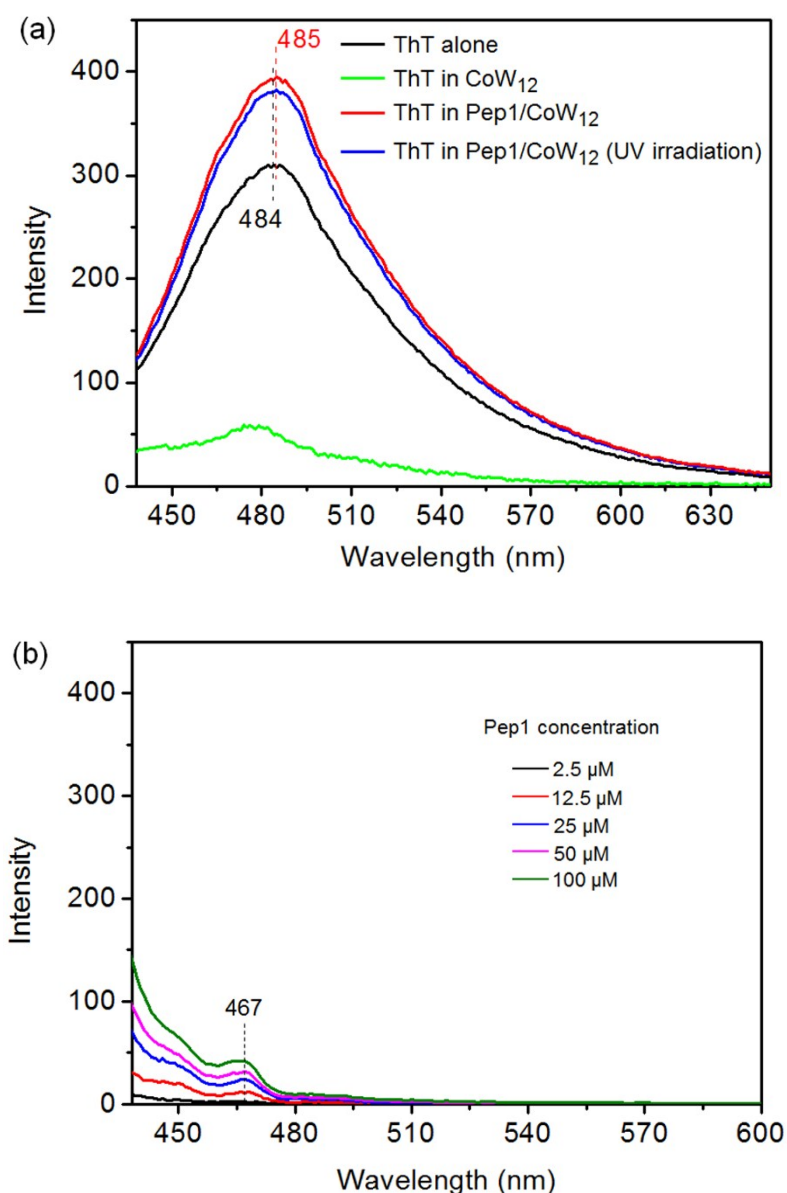 (a)
485
ThT alone
ThT in CoW₁₂
ThT in Pep1/CoW₁₂
ThT in Pep1/CoW₁₂ (UV irradiation)
484
400
300
200
100
0
Intensity
450 480 510 540 570 600 630
Wavelength (nm)
(b)
400
300
200
100
0
Intensity
Pep1 concentration
2.5 µM
12.5 µM
25 µM
50 µM
100 µM
467
450 480 510 540 570 600
Wavelength (nm)